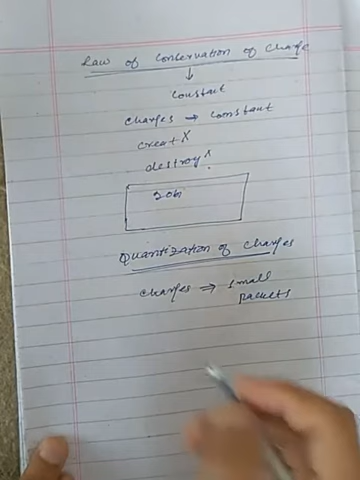 Law of Conservation of Charge
↓
Constant
Charges → Constant
creat X
destroy X
Quantization of Charges
Charges ⇒ small
packets